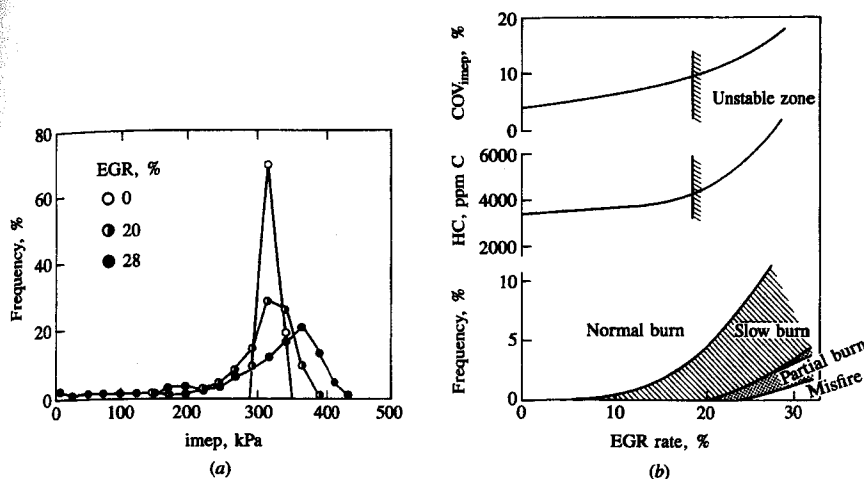 80
60
40
20
0
Frequency, %
EGR, %
0
20
28
0 100 200 300 400 500
imep, kPa
(a)
20
10
0
COV_imep, %
Unstable zone
6000
4000
2000
HC, ppm C
10
5
0
Frequency, %
Normal burn
Slow burn
Partial burn
Misfire
0 10 20 30
EGR rate, %
(b)